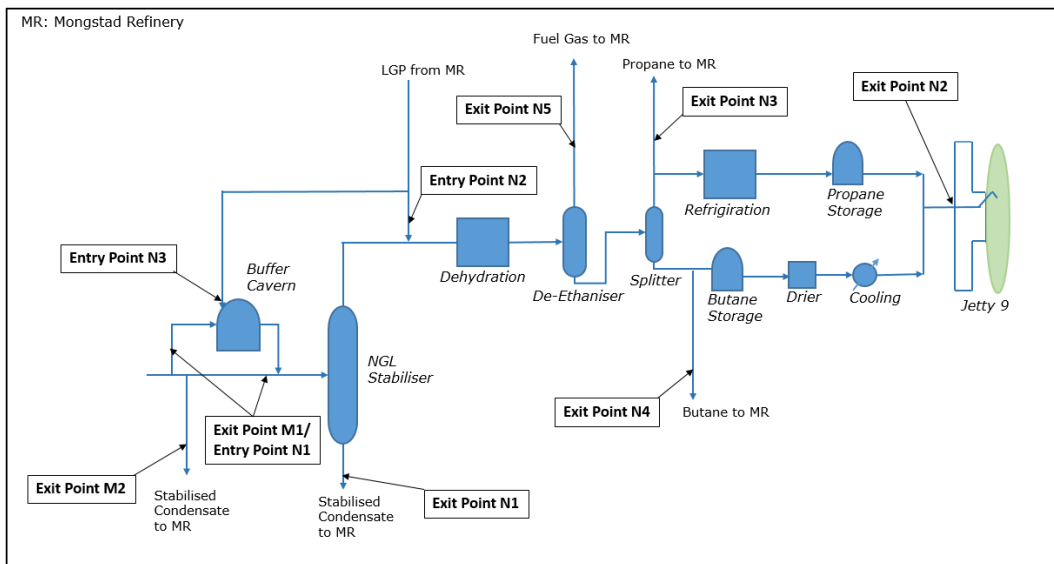 MR: Mongstad Refinery
Fuel Gas to MR
Propane to MR
LGP from MR
Exit Point N5
Exit Point N3
Exit Point N2
Entry Point N2
Refrigiration
Propane
Storage
Entry Point N3
Buffer
Cavern
Dehydration
De-Ethaniser
Splitter
Butane
Storage
Drier
Cooling
Jetty 9
NGL
Stabiliser
Exit Point M1/
Entry Point N1
Exit Point N4
Butane to MR
Exit Point M2
Stabilised
Condensate
to MR
Stabilised
Condensate
to MR
Exit Point N1